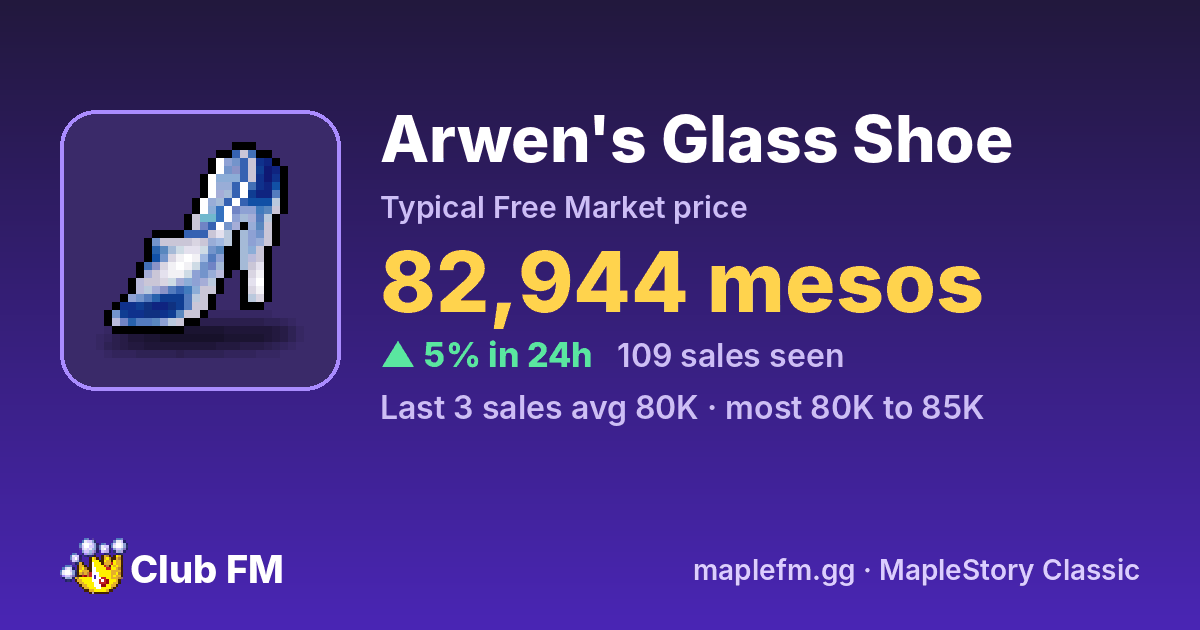 Arwen's Glass Shoe
Typical Free Market price
82,944 mesos
▲ 5% in 24h 109 sales seen
Last 3 sales avg 80K · most 80K to 85K
Club FM
maplefm.gg · MapleStory Classic